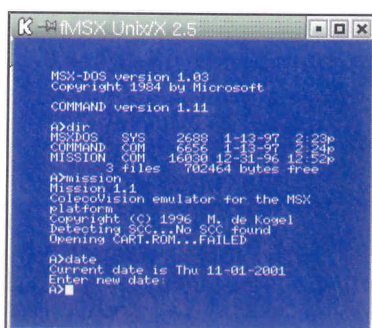 fMSX Unix/X 2.5
MSX-DOS version 1.03
Copyright 1984 by Microsoft
COMMAND version 1.11
A>dir
MSXDOS SYS 2688 1-13-97 2:23p
COMMAND COM 6656 1-13-97 1:54p
MISSION COM 16030 12-31-96 12:52p
3 files 702464 bytes free
A>mission
Mission 1.1
ColecoVision emulator for the MSX
platform
Copyright (C) 1996 M. de Kogel
Detecting SCC...No SCC found
Opening CART.ROM...FAILED
A>date
Current date is Thu 11-01-2001
Enter new date:
A>